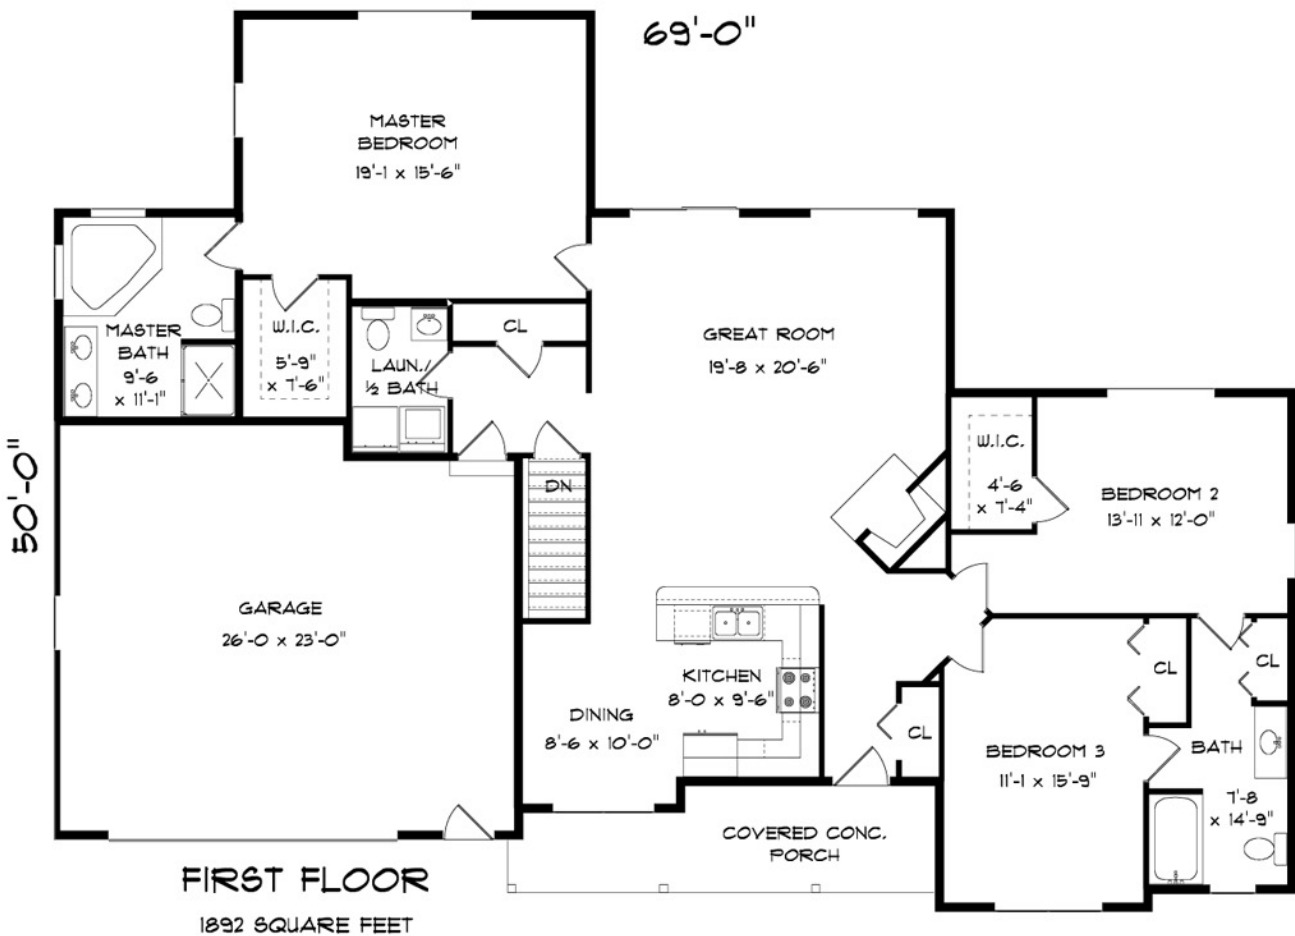 69'-0"
MASTER
BEDROOM
19'-1 x 15'-6"
MASTER
BATH
9'-6
x 11'-1"
W.I.C.
5'-9"
x 7'-6"
LAUN./
½ BATH
CL
GREAT ROOM
19'-8 x 20'-6"
W.I.C.
4'-6
x 7'-4"
BEDROOM 2
13'-11 x 12'-0"
50'-0"
DN
GARAGE
26'-0 x 23'-0"
KITCHEN
8'-0 x 9'-6"
DINING
8'-6 x 10'-0"
CL
CL
CL
BEDROOM 3
11'-1 x 15'-9"
BATH
7'-8
x 14'-9"
COVERED CONC.
PORCH
FIRST FLOOR
1892 SQUARE FEET